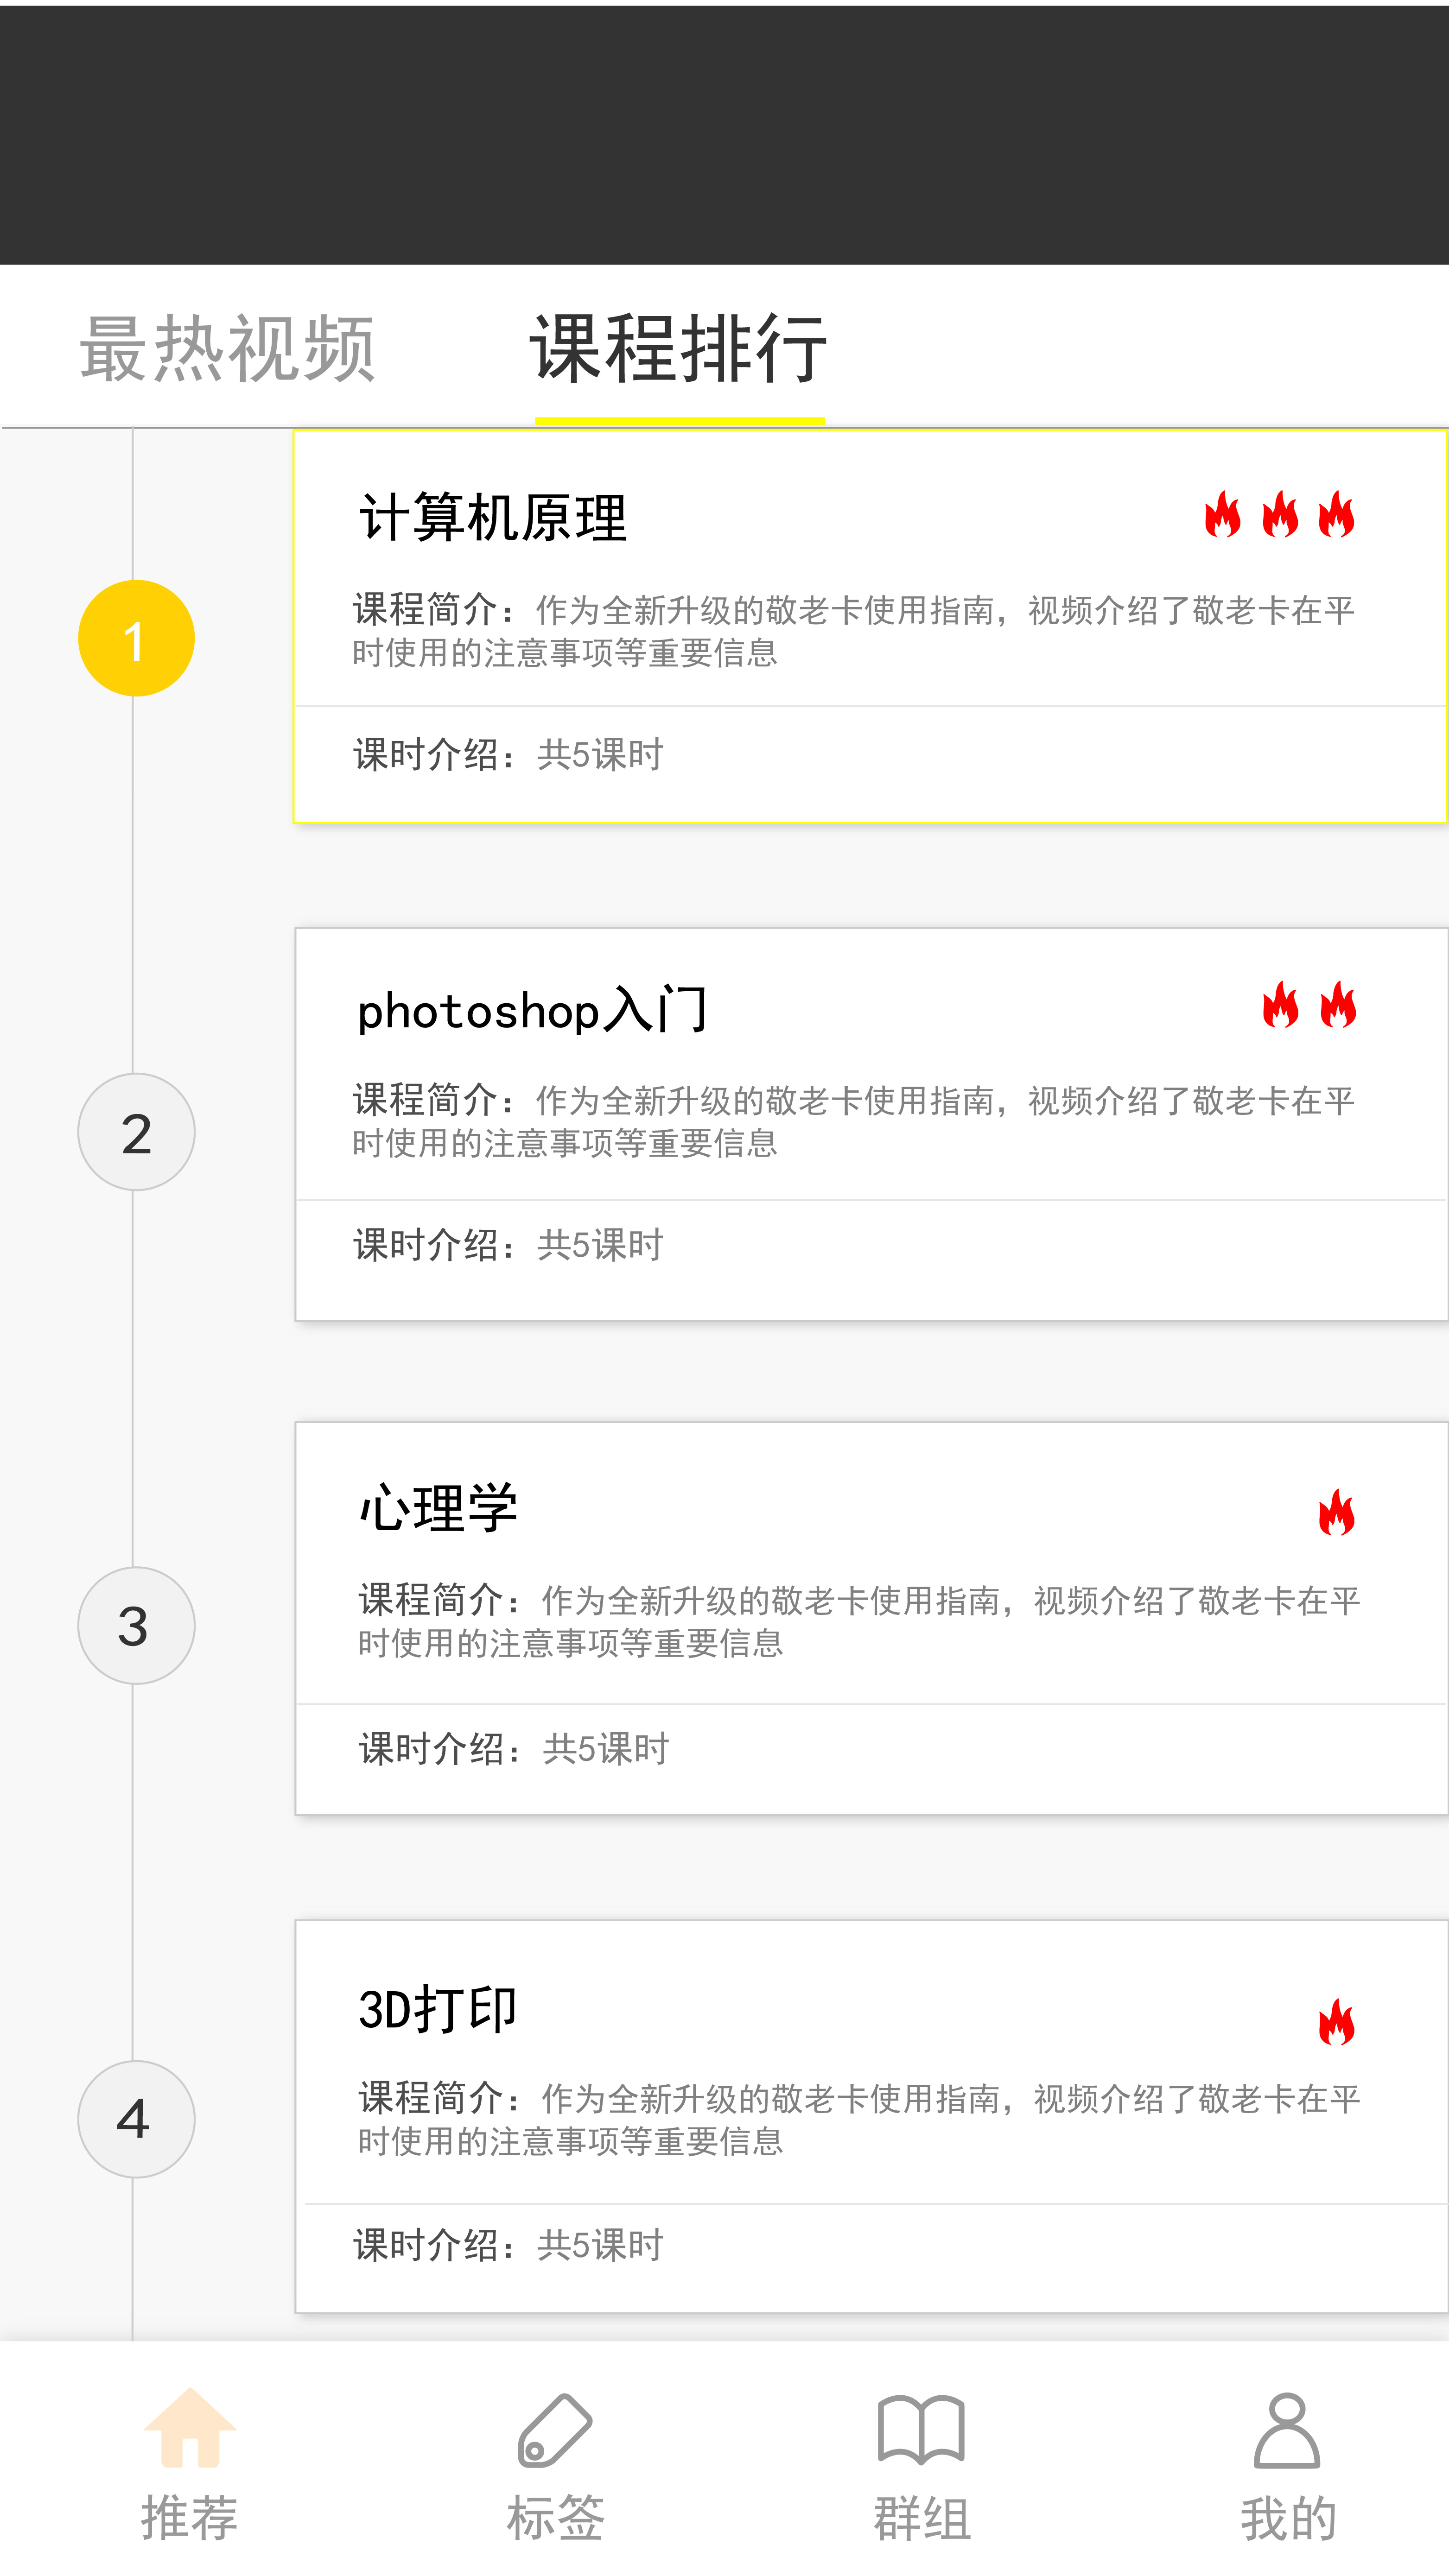 最热视频 课程排行
计算机原理
课程简介：作为全新升级的敬老卡使用指南，视频介绍了敬老卡在平
时使用的注意事项等重要信息
1
课时介绍：共5课时
photoshop入门
课程简介：作为全新升级的敬老卡使用指南，视频介绍了敬老卡在平
时使用的注意事项等重要信息
2
课时介绍：共5课时
心理学
课程简介：作为全新升级的敬老卡使用指南，视频介绍了敬老卡在平
时使用的注意事项等重要信息
3
课时介绍：共5课时
3D打印
课程简介：作为全新升级的敬老卡使用指南，视频介绍了敬老卡在平
时使用的注意事项等重要信息
4
课时介绍：共5课时
推荐 标签 群组 我的